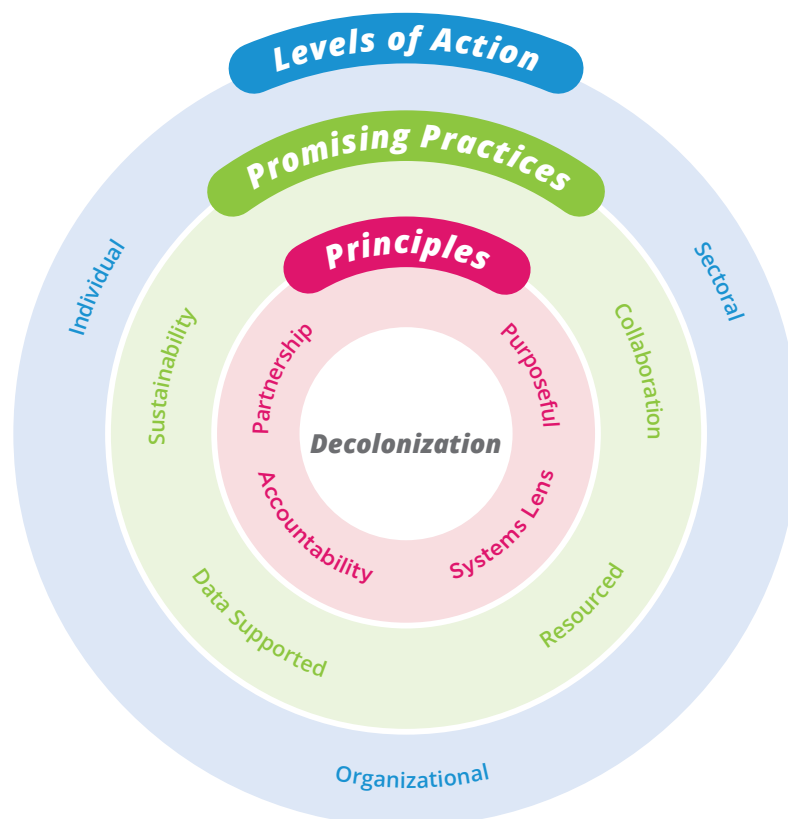 Levels of Action
Individual
Sectoral
Organizational
Promising Practices
Sustainability
Collaboration
Data Supported
Resourced
Principles
Partnership
Purposeful
Accountability
Systems Lens
Decolonization